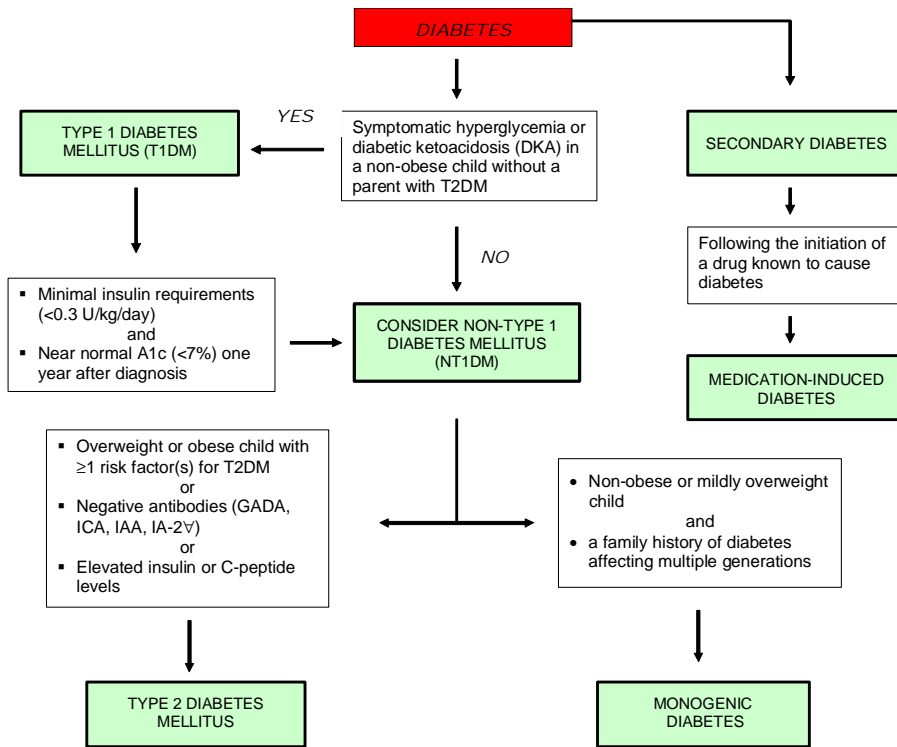 DIABETES
YES
TYPE 1 DIABETES
MELLITUS (T1DM)
Symptomatic hyperglycemia or
diabetic ketoacidosis (DKA) in
a non-obese child without a
parent with T2DM
SECONDARY DIABETES
NO
Following the initiation of
a drug known to cause
diabetes
▪ Minimal insulin requirements
(<0.3 U/kg/day)
and
▪ Near normal A1c (<7%) one
year after diagnosis
CONSIDER NON-TYPE 1
DIABETES MELLITUS
(NT1DM)
MEDICATION-INDUCED
DIABETES
▪ Overweight or obese child with
≥1 risk factor(s) for T2DM
or
▪ Negative antibodies (GADA,
ICA, IAA, IA-2∀)
or
▪ Elevated insulin or C-peptide
levels
• Non-obese or mildly overweight
child
and
• a family history of diabetes
affecting multiple generations
TYPE 2 DIABETES
MELLITUS
MONOGENIC
DIABETES